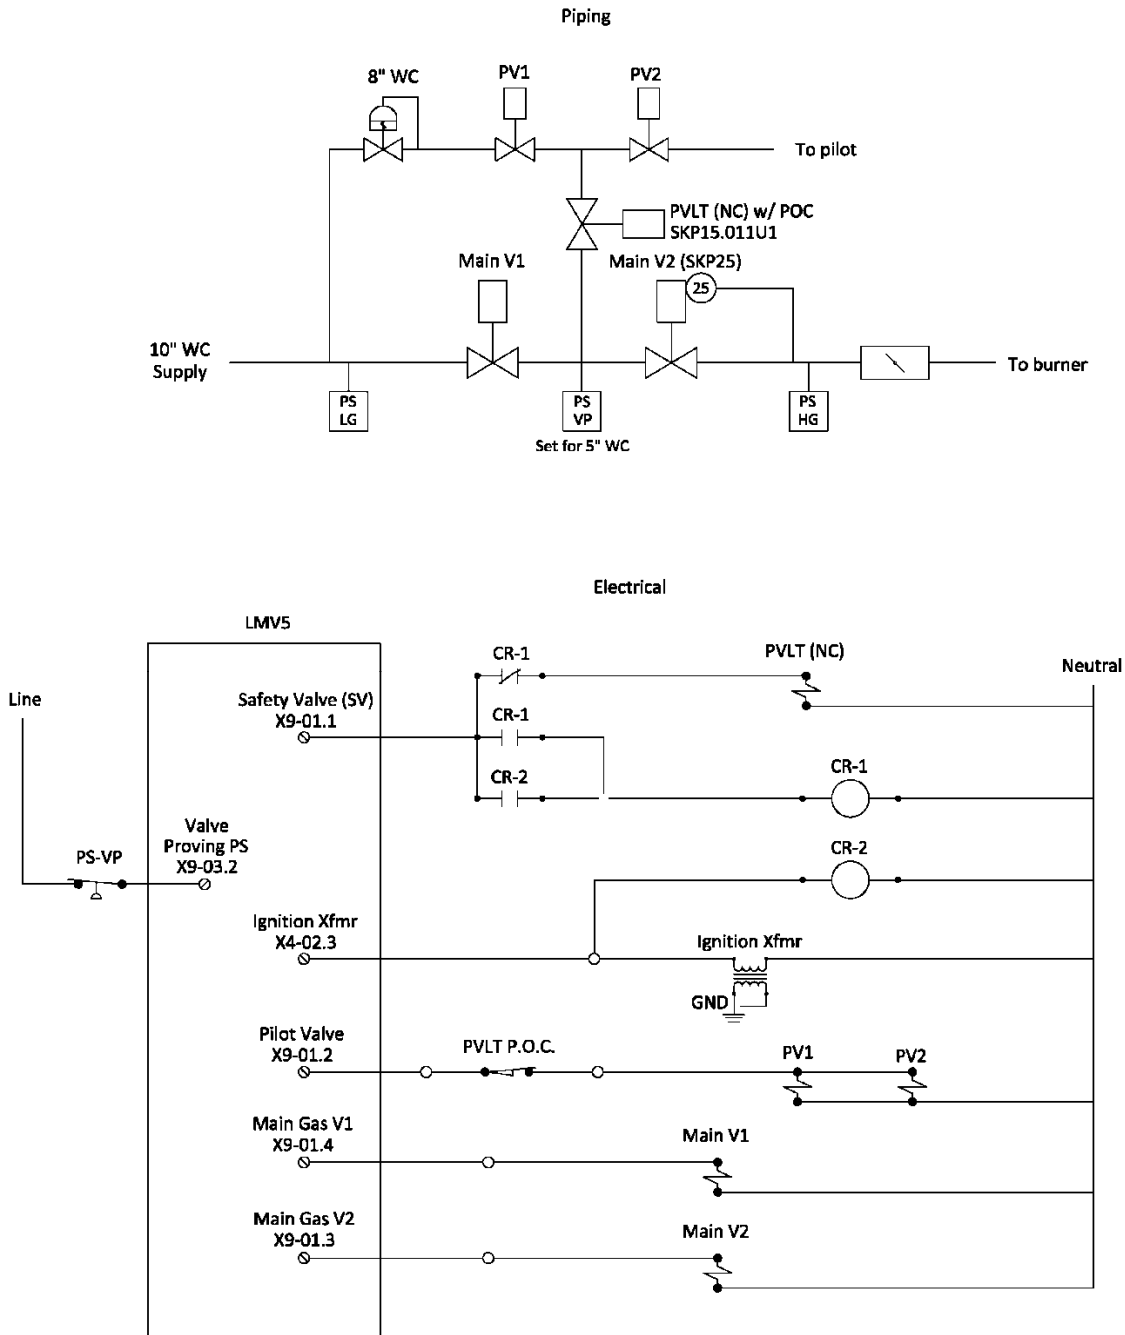 Piping
8" WC
PV1
PV2
To pilot
PVLT (NC) w/ POC
SKP15.011U1
Main V1
Main V2 (SKP25)
25
10" WC
Supply
To burner
PS
LG
PS
VP
PS
HG
Set for 5" WC
Electrical
LMV5
CR-1
PVLT (NC)
Neutral
Line
Safety Valve (SV)
X9-01.1
CR-1
CR-2
CR-1
Valve
Proving PS
X9-03.2
PS-VP
CR-2
Ignition Xfmr
X4-02.3
Ignition Xfmr
GND
Pilot Valve
X9-01.2
PVLT P.O.C.
PV1
PV2
Main Gas V1
X9-01.4
Main V1
Main Gas V2
X9-01.3
Main V2